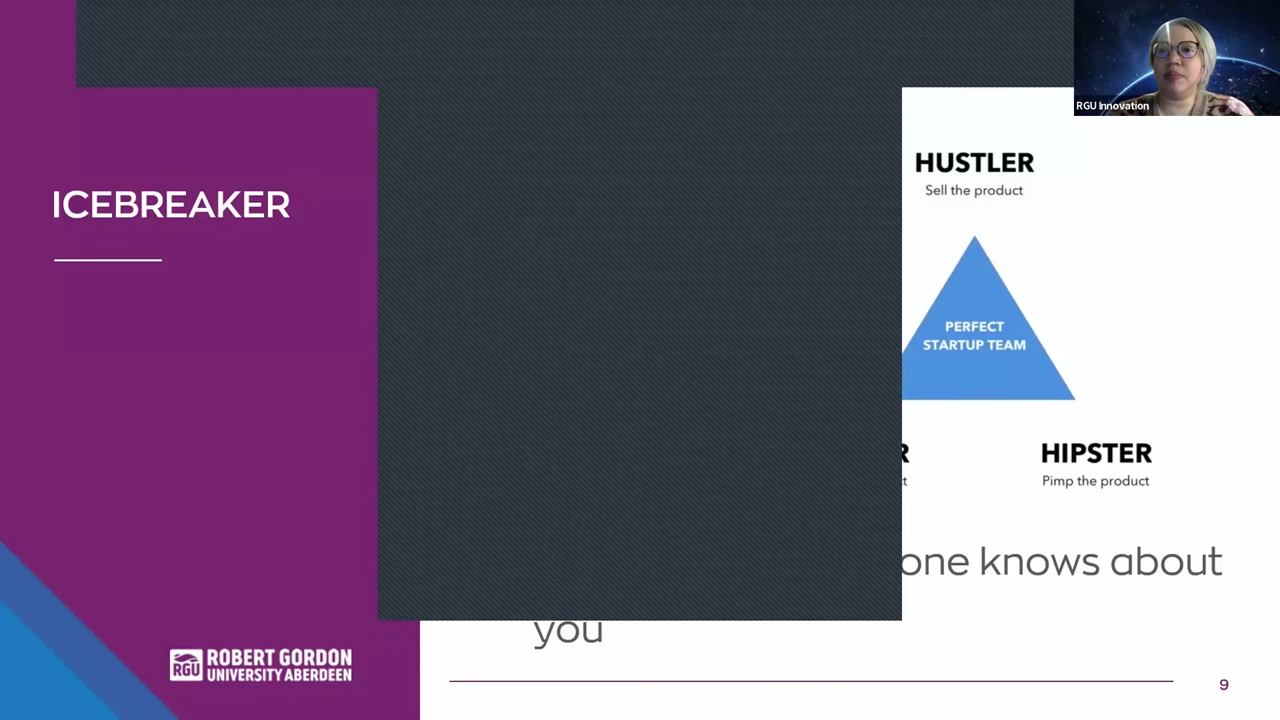 RGU Innovation
ICEBREAKER
HUSTLER
Sell the product
PERFECT
STARTUP TEAM
HIPSTER
Pimp the product
one knows about
you
RGU
ROBERT GORDON
UNIVERSITY ABERDEEN
9